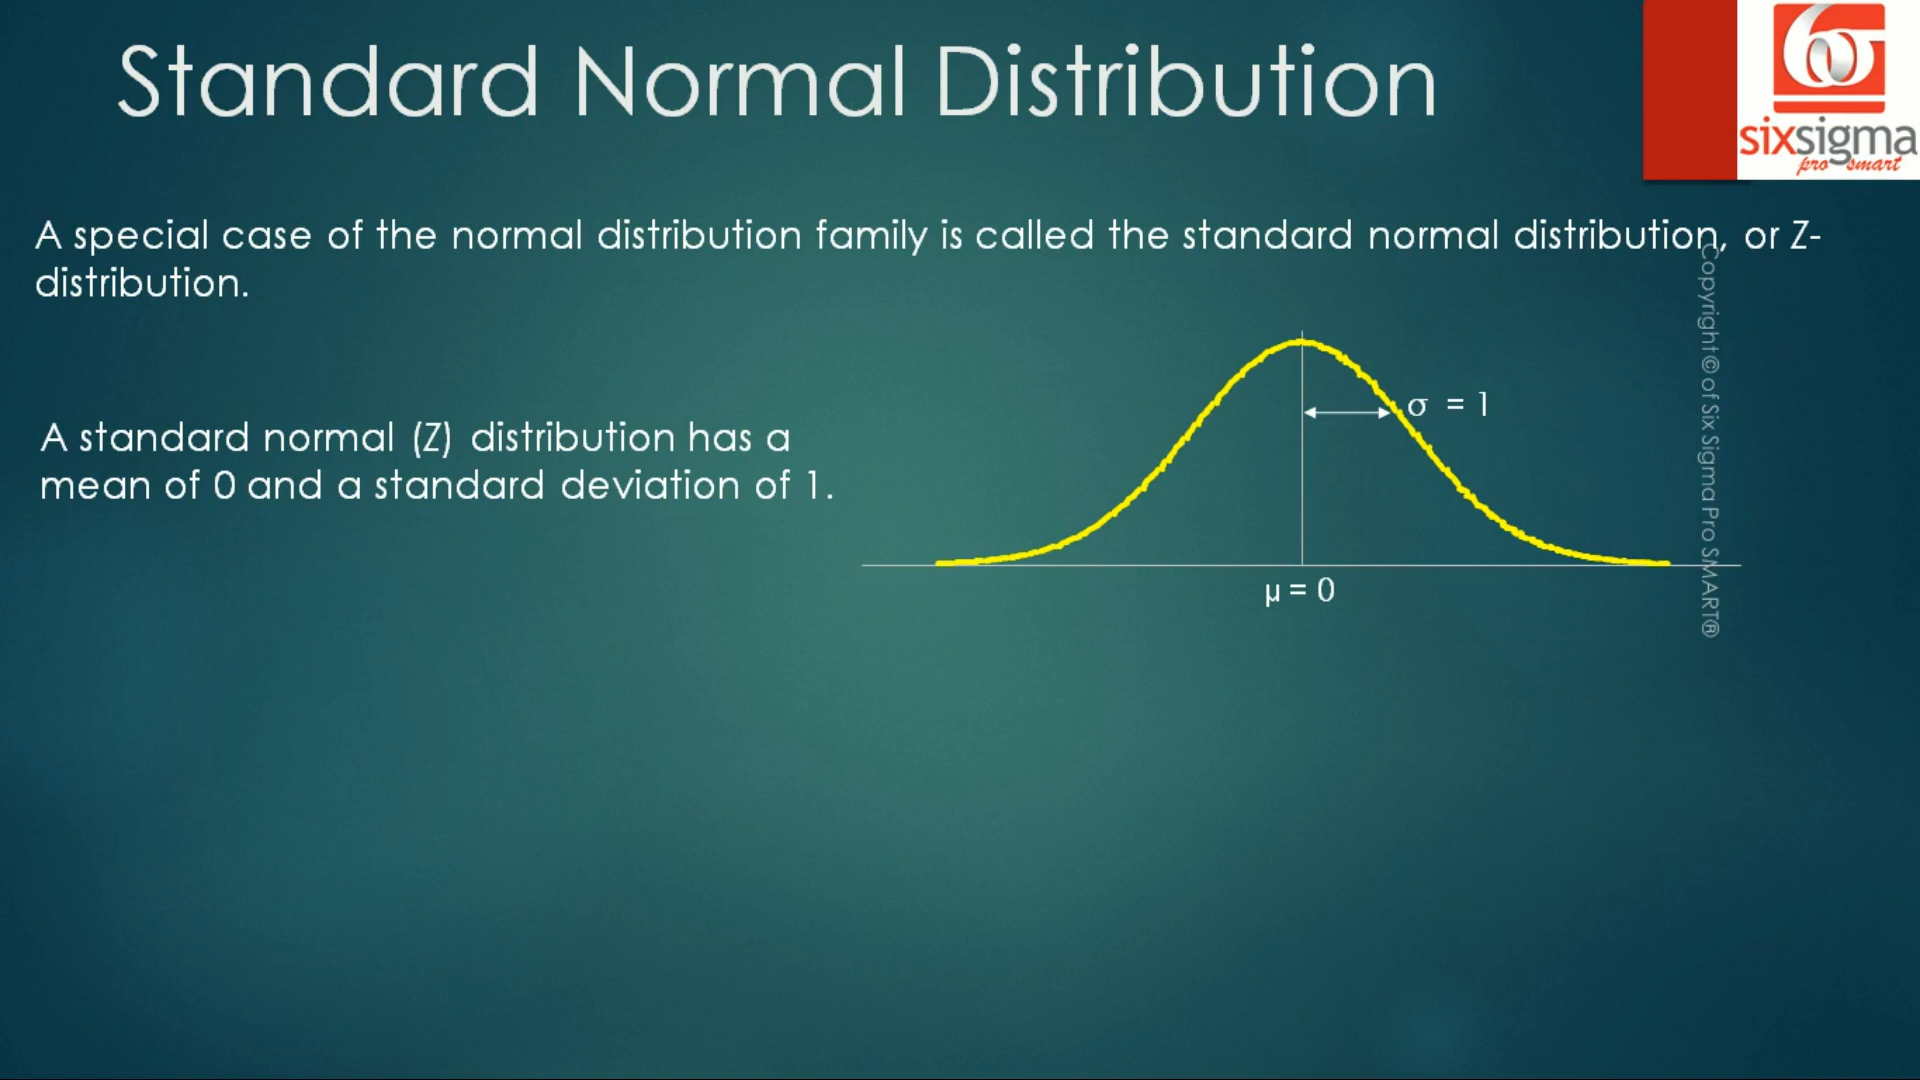 Standard Normal Distribution
sixsigma
pro smart
A special case of the normal distribution family is called the standard normal distribution, or Z-
distribution.
A standard normal (Z) distribution has a
mean of 0 and a standard deviation of 1.
σ = 1
μ = 0
Copyright© of Six Sigma Pro SMART®